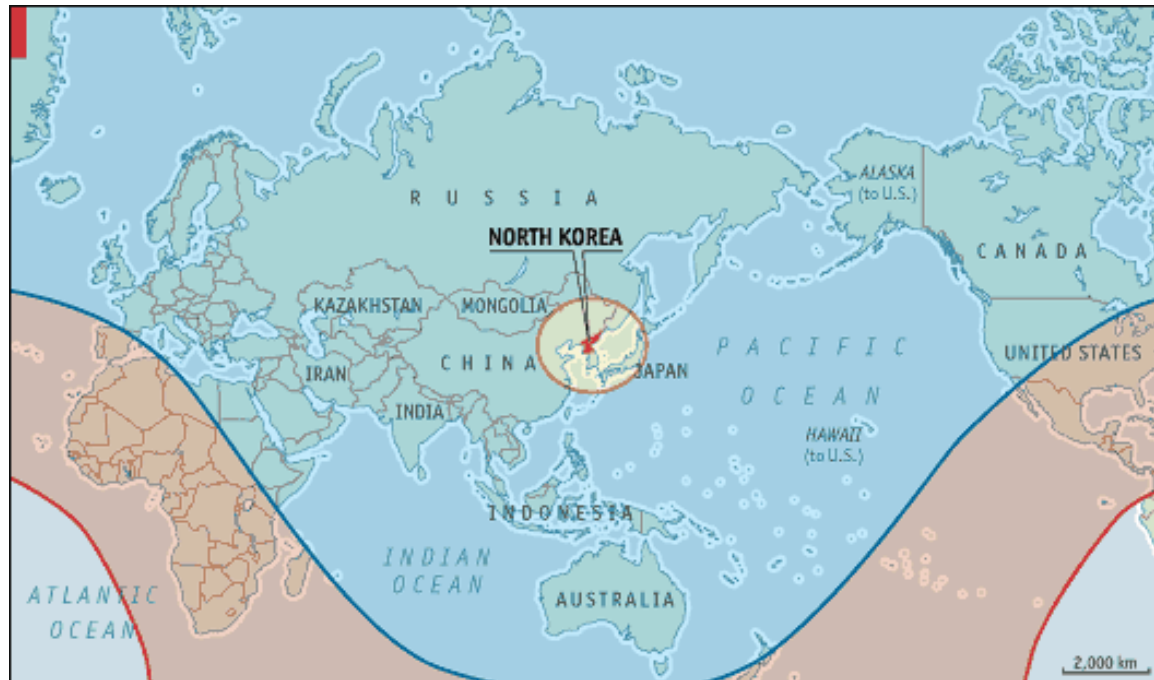 ALASKA
(to U.S.)
R U S S I A
NORTH KOREA
CANADA
KAZAKHSTAN
MONGOLIA
PACIFIC
UNITED STATES
IRAN
CHINA
JAPAN
OCEAN
INDIA
HAWAII
(to U.S.)
INDONESIA
INDIAN
OCEAN
ATLANTIC
OCEAN
AUSTRALIA
2,000 km